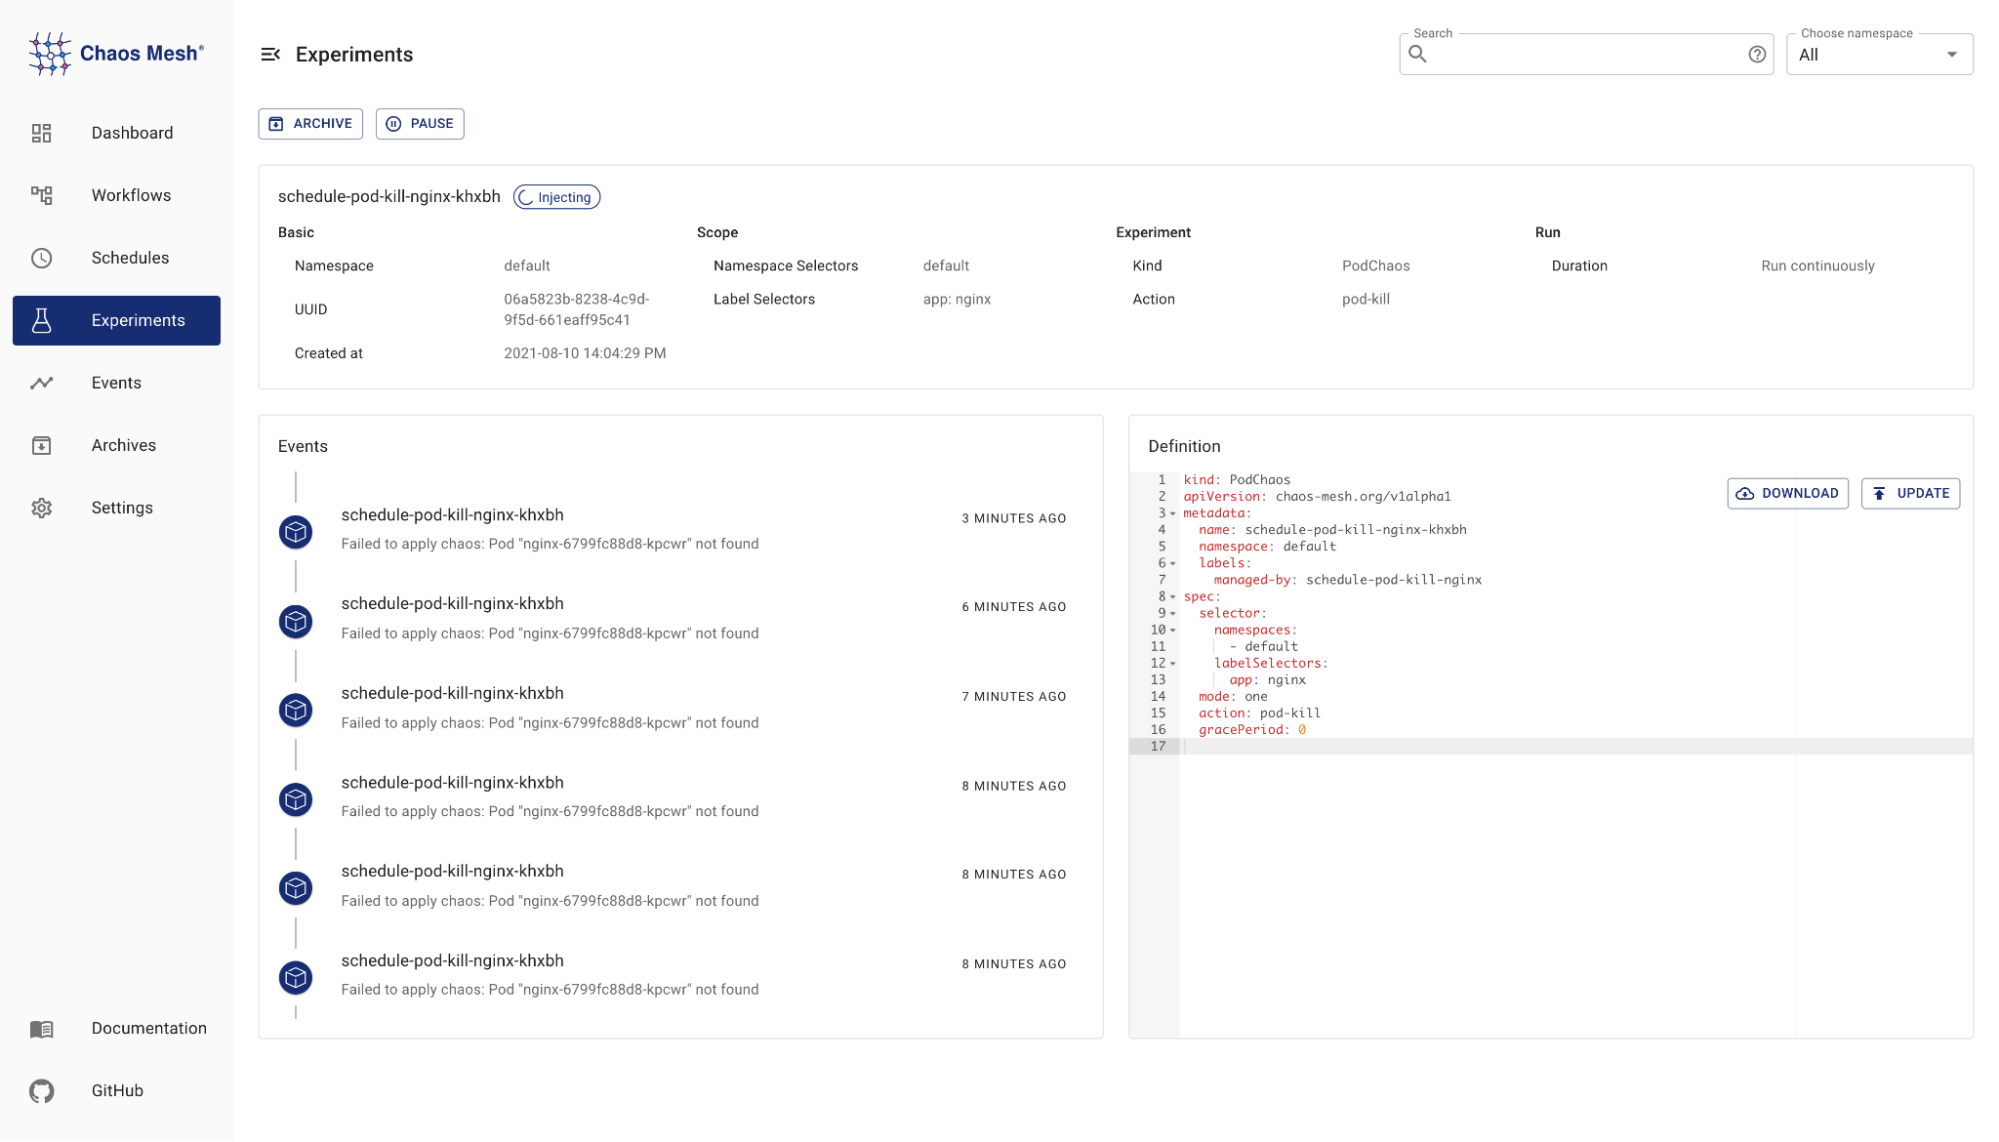 Chaos Mesh®
Experiments
Search
Choose namespace
All
Dashboard
Workflows
Schedules
Experiments
Events
Archives
Settings
Documentation
GitHub
ARCHIVE
PAUSE
schedule-pod-kill-nginx-khxbh
Injecting
Basic
Namespace
default
UUID
06a5823b-8238-4c9d-
9f5d-661eaff95c41
Created at
2021-08-10 14:04:29 PM
Scope
Namespace Selectors
default
Label Selectors
app: nginx
Experiment
Kind
PodChaos
Action
pod-kill
Run
Duration
Run continuously
Events
schedule-pod-kill-nginx-khxbh
3 MINUTES AGO
Failed to apply chaos: Pod "nginx-6799fc88d8-kpcwr" not found
schedule-pod-kill-nginx-khxbh
6 MINUTES AGO
Failed to apply chaos: Pod "nginx-6799fc88d8-kpcwr" not found
schedule-pod-kill-nginx-khxbh
7 MINUTES AGO
Failed to apply chaos: Pod "nginx-6799fc88d8-kpcwr" not found
schedule-pod-kill-nginx-khxbh
8 MINUTES AGO
Failed to apply chaos: Pod "nginx-6799fc88d8-kpcwr" not found
schedule-pod-kill-nginx-khxbh
8 MINUTES AGO
Failed to apply chaos: Pod "nginx-6799fc88d8-kpcwr" not found
schedule-pod-kill-nginx-khxbh
8 MINUTES AGO
Failed to apply chaos: Pod "nginx-6799fc88d8-kpcwr" not found
Definition
DOWNLOAD
UPDATE
1 kind: PodChaos
2 apiVersion: chaos-mesh.org/v1alpha1
3 metadata:
4 name: schedule-pod-kill-nginx-khxbh
5 namespace: default
6 labels:
7 managed-by: schedule-pod-kill-nginx
8 spec:
9 selector:
10 namespaces:
11 - default
12 labelSelectors:
13 app: nginx
14 mode: one
15 action: pod-kill
16 gracePeriod: 0
17